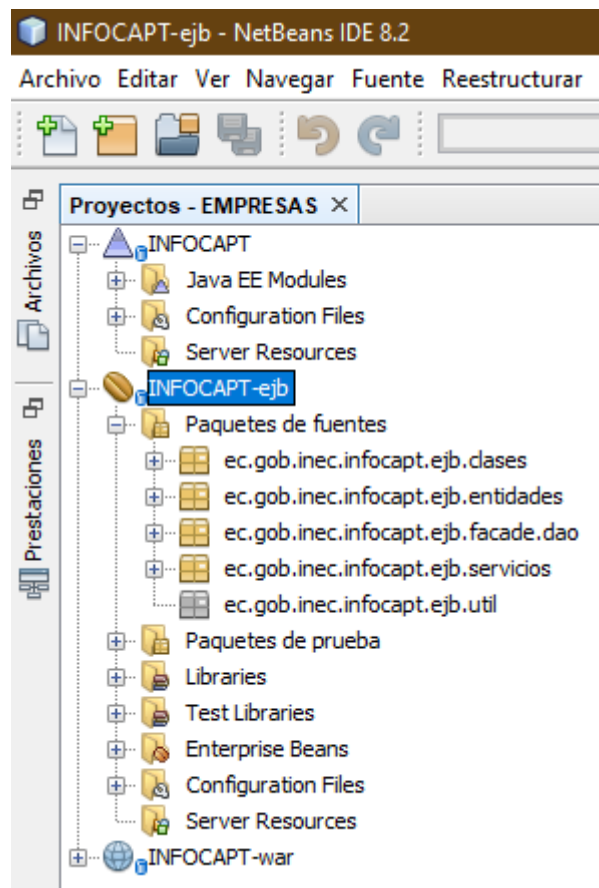 INFOCAPT-ejb - NetBeans IDE 8.2
Archivo Editar Ver Navegar Fuente Reestructurar
Proyectos - EMPRESAS ×
Archivos
Prestaciones
INFOCAPT
Java EE Modules
Configuration Files
Server Resources
INFOCAPT-ejb
Paquetes de fuentes
ec.gob.inec.infocapt.ejb.clases
ec.gob.inec.infocapt.ejb.entidades
ec.gob.inec.infocapt.ejb.facade.dao
ec.gob.inec.infocapt.ejb.servicios
ec.gob.inec.infocapt.ejb.util
Paquetes de prueba
Libraries
Test Libraries
Enterprise Beans
Configuration Files
Server Resources
INFOCAPT-war